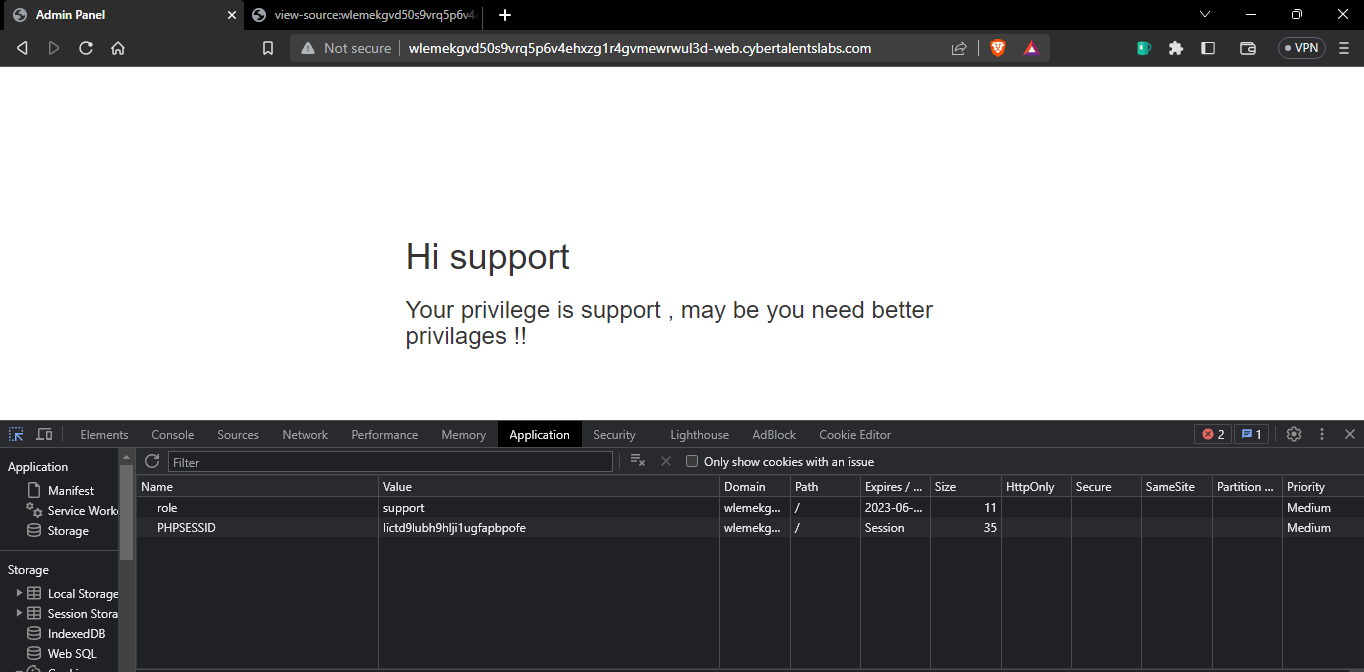 Admin Panel
view-source:wlemekgvd50s9vrq5p6v4
Not secure
wlemekgvd50s9vrq5p6v4ehxzg1r4gvmewrwul3d-web.cybertalentslabs.com
VPN
Hi support
Your privilege is support , may be you need better
privilages !!
Elements Console Sources Network Performance Memory Application Security Lighthouse AdBlock Cookie Editor 2 1
Application
Manifest
Service Work
Storage
Storage
Local Storage
Session Stora
IndexedDB
Web SQL
Filter
Only show cookies with an issue
Name Value Domain Path Expires / ... Size HttpOnly Secure SameSite Partition ... Priority
role support wlemekg... / 2023-06-... 11 Medium
PHPSESSID lictd9lubh9hlji1ugfapbpofe wlemekg... / Session 35 Medium